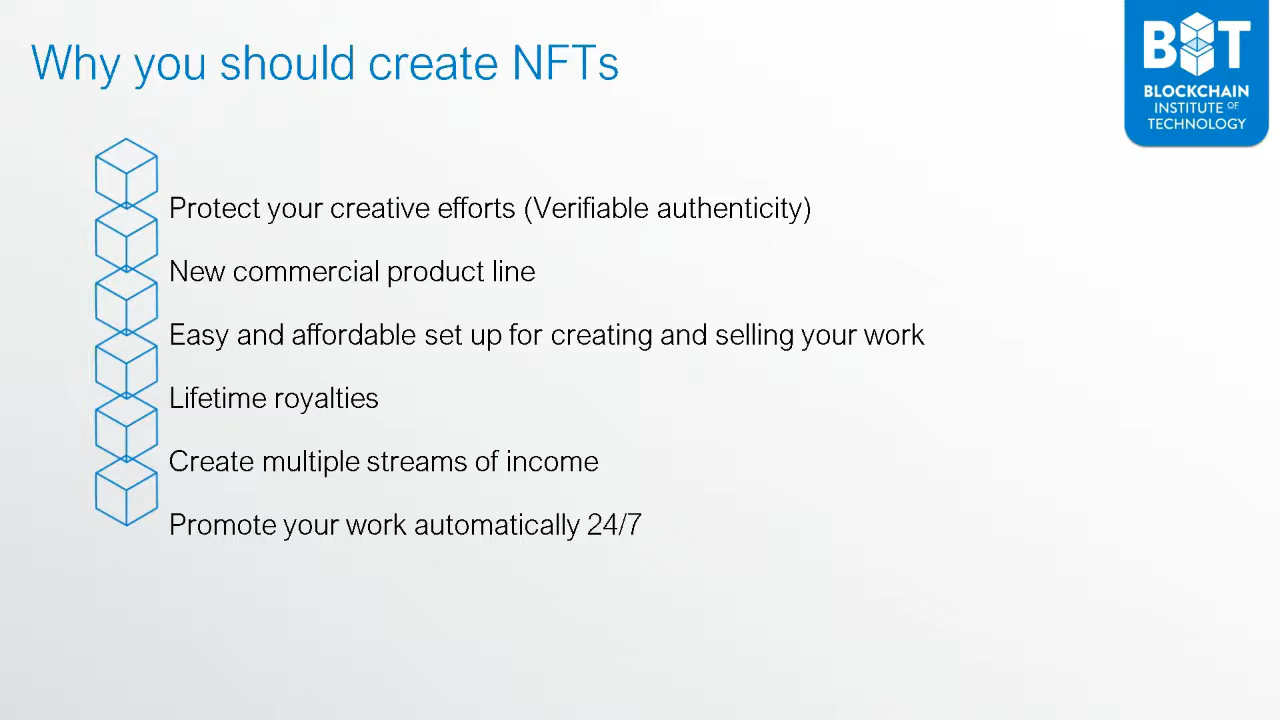 Why you should create NFTs
BIT
BLOCKCHAIN
INSTITUTE OF
TECHNOLOGY
Protect your creative efforts (Verifiable authenticity)
New commercial product line
Easy and affordable set up for creating and selling your work
Lifetime royalties
Create multiple streams of income
Promote your work automatically 24/7